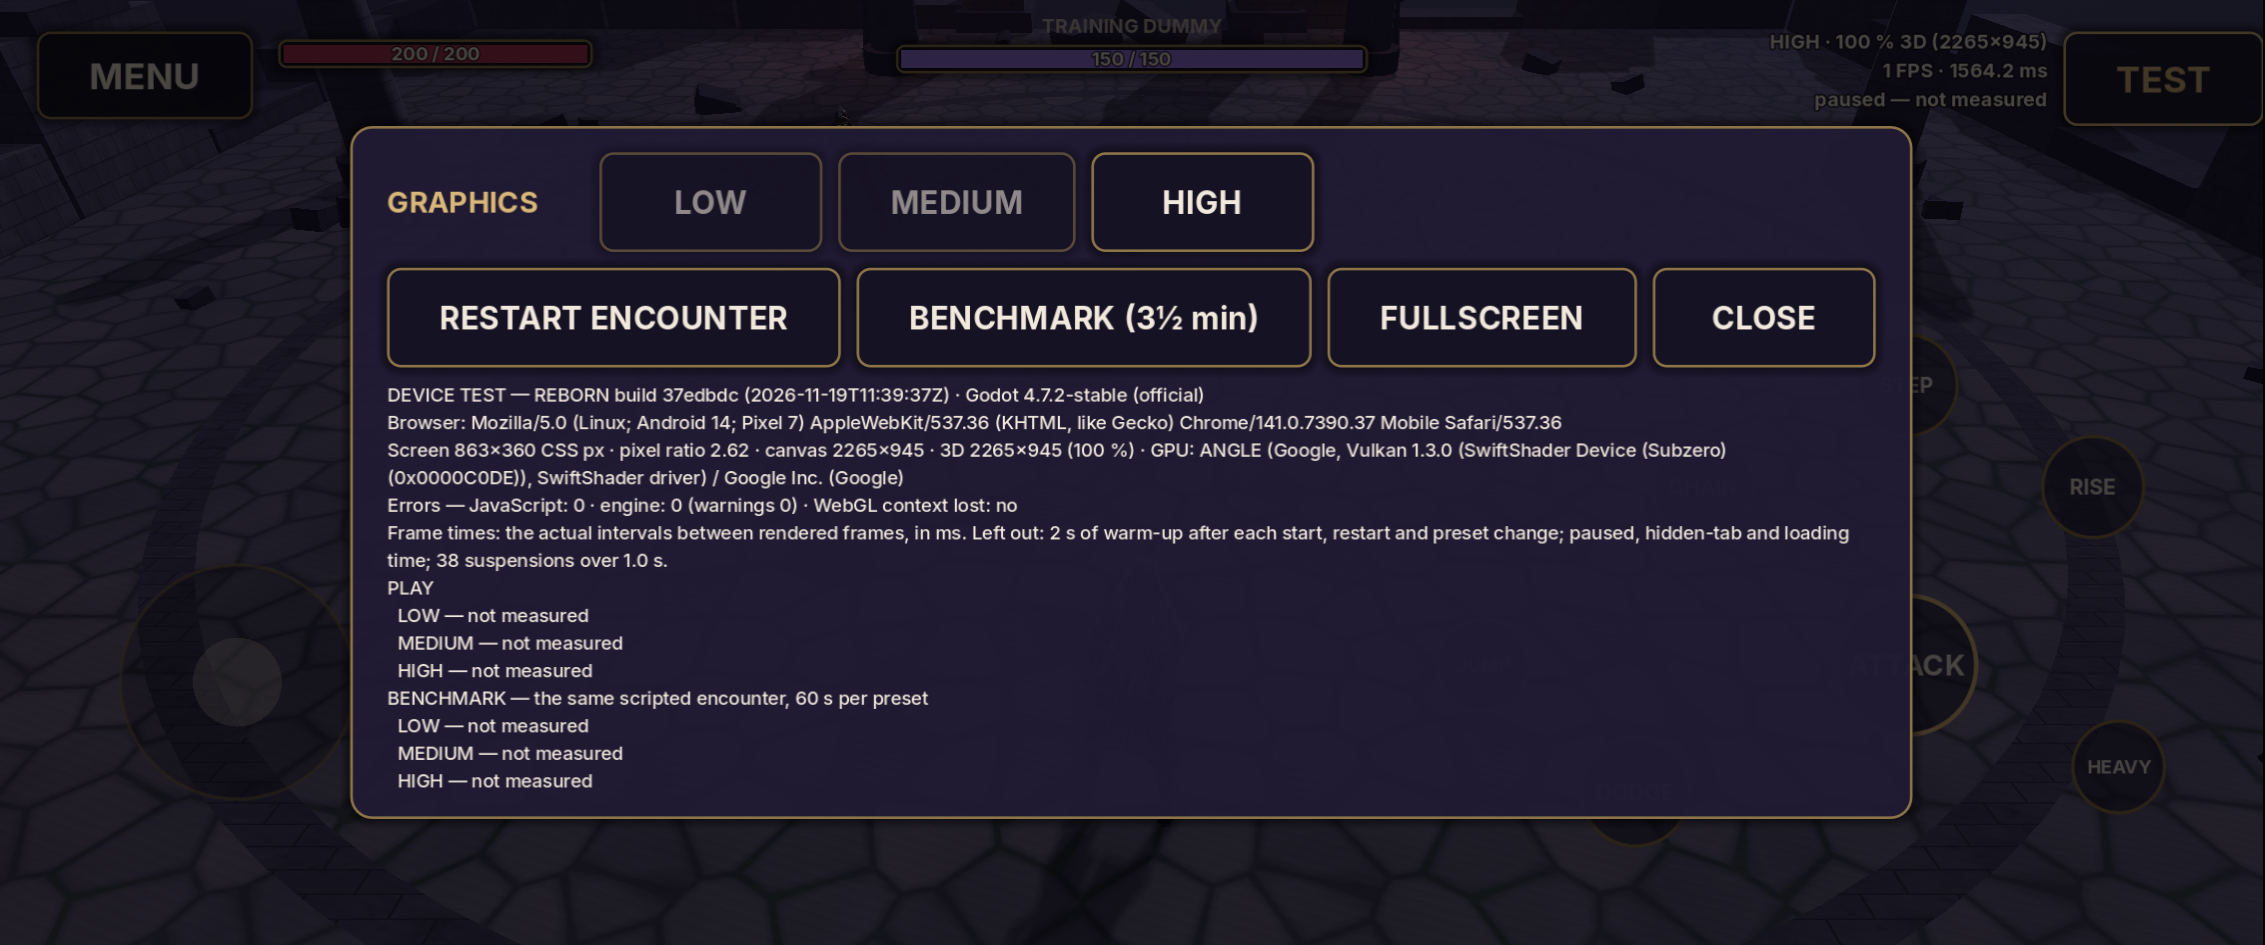 TRAINING DUMMY
MENU
200 / 200
150 / 150
HIGH · 100 % 3D (2265×945)
1 FPS · 1564.2 ms
paused — not measured
TEST
GRAPHICS
LOW
MEDIUM
HIGH
RESTART ENCOUNTER
BENCHMARK (3½ min)
FULLSCREEN
CLOSE
DEVICE TEST — REBORN build 37edbdc (2026-11-19T11:39:37Z) · Godot 4.7.2-stable (official)
Browser: Mozilla/5.0 (Linux; Android 14; Pixel 7) AppleWebKit/537.36 (KHTML, like Gecko) Chrome/141.0.7390.37 Mobile Safari/537.36
Screen 863×360 CSS px · pixel ratio 2.62 · canvas 2265×945 · 3D 2265×945 (100 %) · GPU: ANGLE (Google, Vulkan 1.3.0 (SwiftShader Device (Subzero)
(0x0000C0DE)), SwiftShader driver) / Google Inc. (Google)
Errors — JavaScript: 0 · engine: 0 (warnings 0) · WebGL context lost: no
Frame times: the actual intervals between rendered frames, in ms. Left out: 2 s of warm-up after each start, restart and preset change; paused, hidden-tab and loading
time; 38 suspensions over 1.0 s.
PLAY
LOW — not measured
MEDIUM — not measured
HIGH — not measured
BENCHMARK — the same scripted encounter, 60 s per preset
LOW — not measured
MEDIUM — not measured
HIGH — not measured
RISE
ATTACK
HEAVY